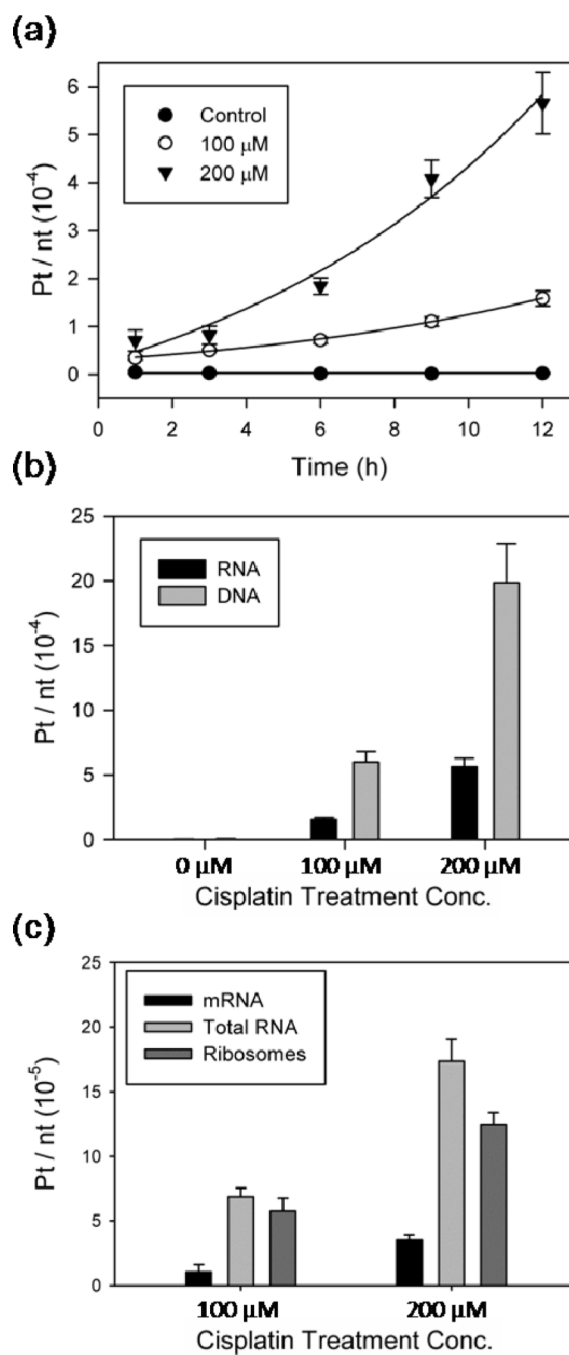 (a)
Pt / nt (10⁻⁴)
6
5
4
3
2
1
0
Control
100 µM
200 µM
0 2 4 6 8 10 12
Time (h)
(b)
Pt / nt (10⁻⁴)
25
20
15
10
5
0
RNA
DNA
0 µM 100 µM 200 µM
Cisplatin Treatment Conc.
(c)
Pt / nt (10⁻⁵)
25
20
15
10
5
0
mRNA
Total RNA
Ribosomes
100 µM 200 µM
Cisplatin Treatment Conc.